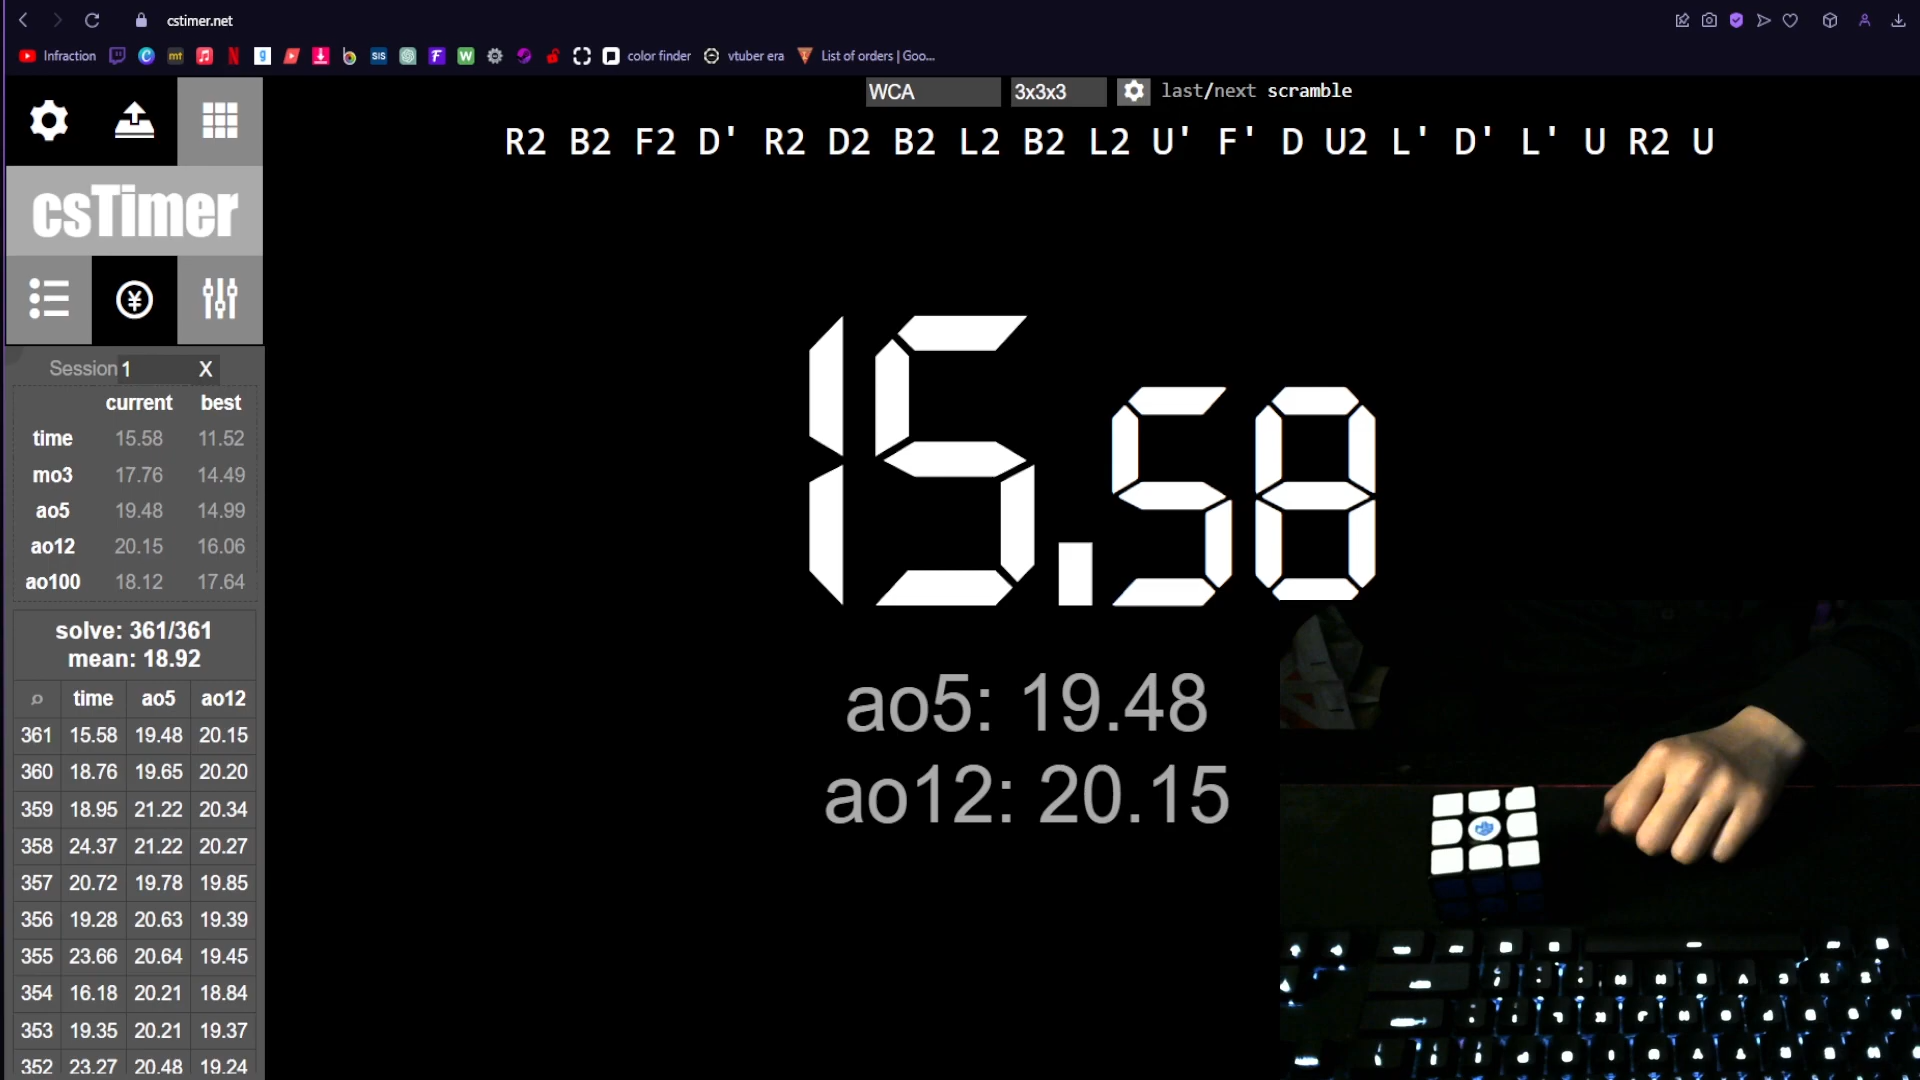 cstimer.net
Infraction
mt
g
SiS
F
W
color finder
vtuber era
List of orders | Goo...
WCA
3x3x3
last/next scramble
R2 B2 F2 D' R2 D2 B2 L2 B2 L2 U' F' D U2 L' D' L' U R2 U
csTimer
Session 1 X
current best
time 15.58 11.52
mo3 17.76 14.49
ao5 19.48 14.99
ao12 20.15 16.06
ao100 18.12 17.64
solve: 361/361
mean: 18.92
time ao5 ao12
361 15.58 19.48 20.15
360 18.76 19.65 20.20
359 18.95 21.22 20.34
358 24.37 21.22 20.27
357 20.72 19.78 19.85
356 19.28 20.63 19.39
355 23.66 20.64 19.45
354 16.18 20.21 18.84
353 19.35 20.21 19.37
352 23.27 20.48 19.24
15.58
ao5: 19.48
ao12: 20.15